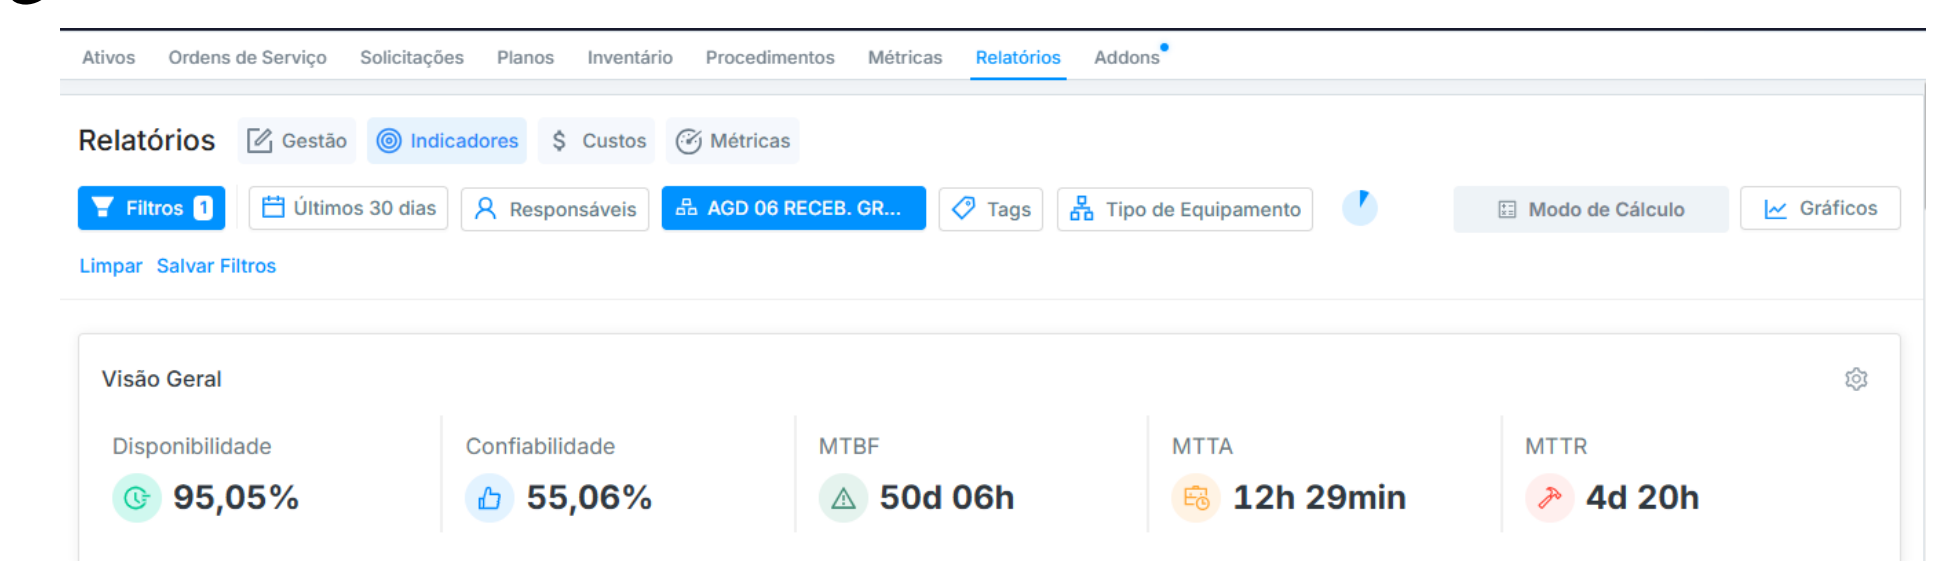 Ativos Ordens de Serviço Solicitações Planos Inventário Procedimentos Métricas Relatórios Addons
Relatórios Gestão Indicadores $ Custos Métricas
Filtros 1 Últimos 30 dias Responsáveis AGD 06 RECEB. GR... Tags Tipo de Equipamento Modo de Cálculo Gráficos
Limpar Salvar Filtros
Visão Geral
Disponibilidade Confiabilidade MTBF MTTA MTTR
95,05% 55,06% 50d 06h 12h 29min 4d 20h